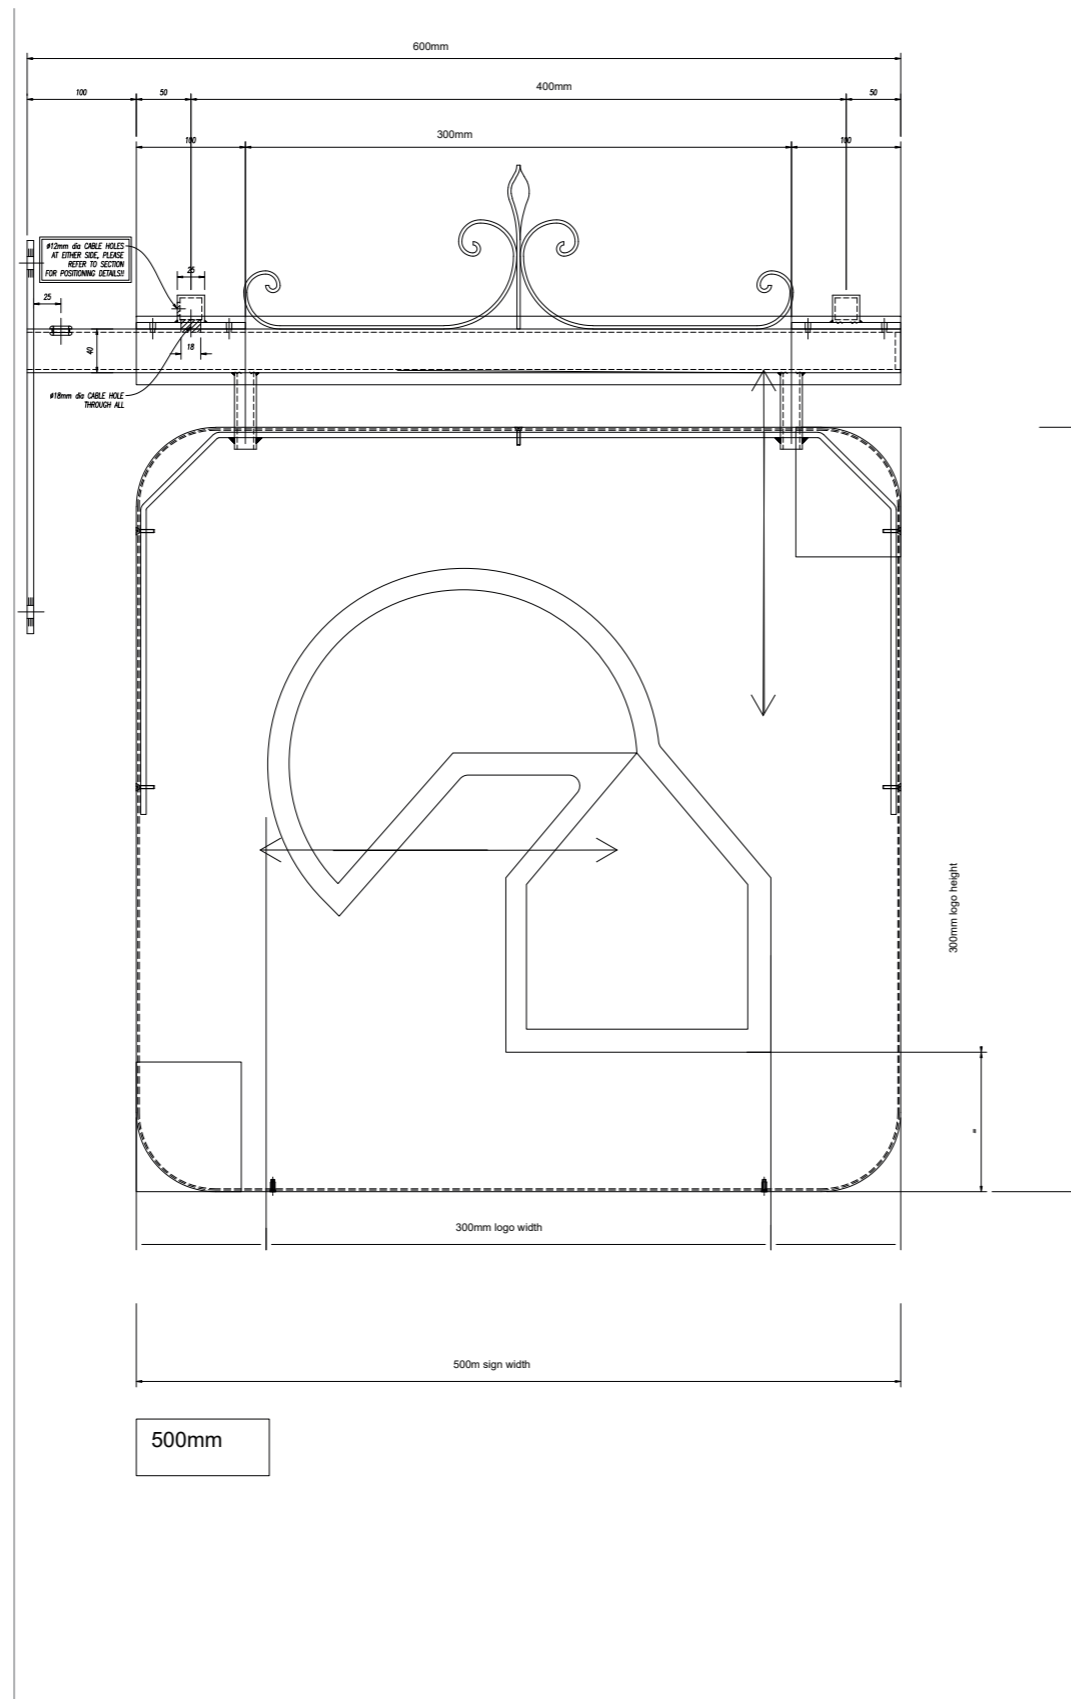 600mm
400mm
100
50
50
300mm
100
100
ø12mm dia CABLE HOLES
AT EITHER SIDE, PLEASE
REFER TO SECTION
FOR POSITIONING DETAILS!!
25
25
40
18
ø18mm dia CABLE HOLE
THROUGH ALL
300mm logo height
300mm logo width
500m sign width
500mm